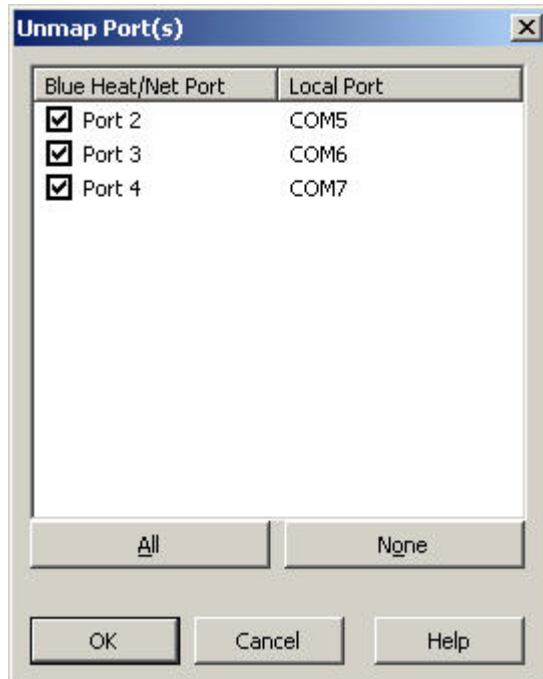 Unmap Port(s)
Blue Heat/Net Port Local Port
Port 2 COM5
Port 3 COM6
Port 4 COM7
All None
OK Cancel Help